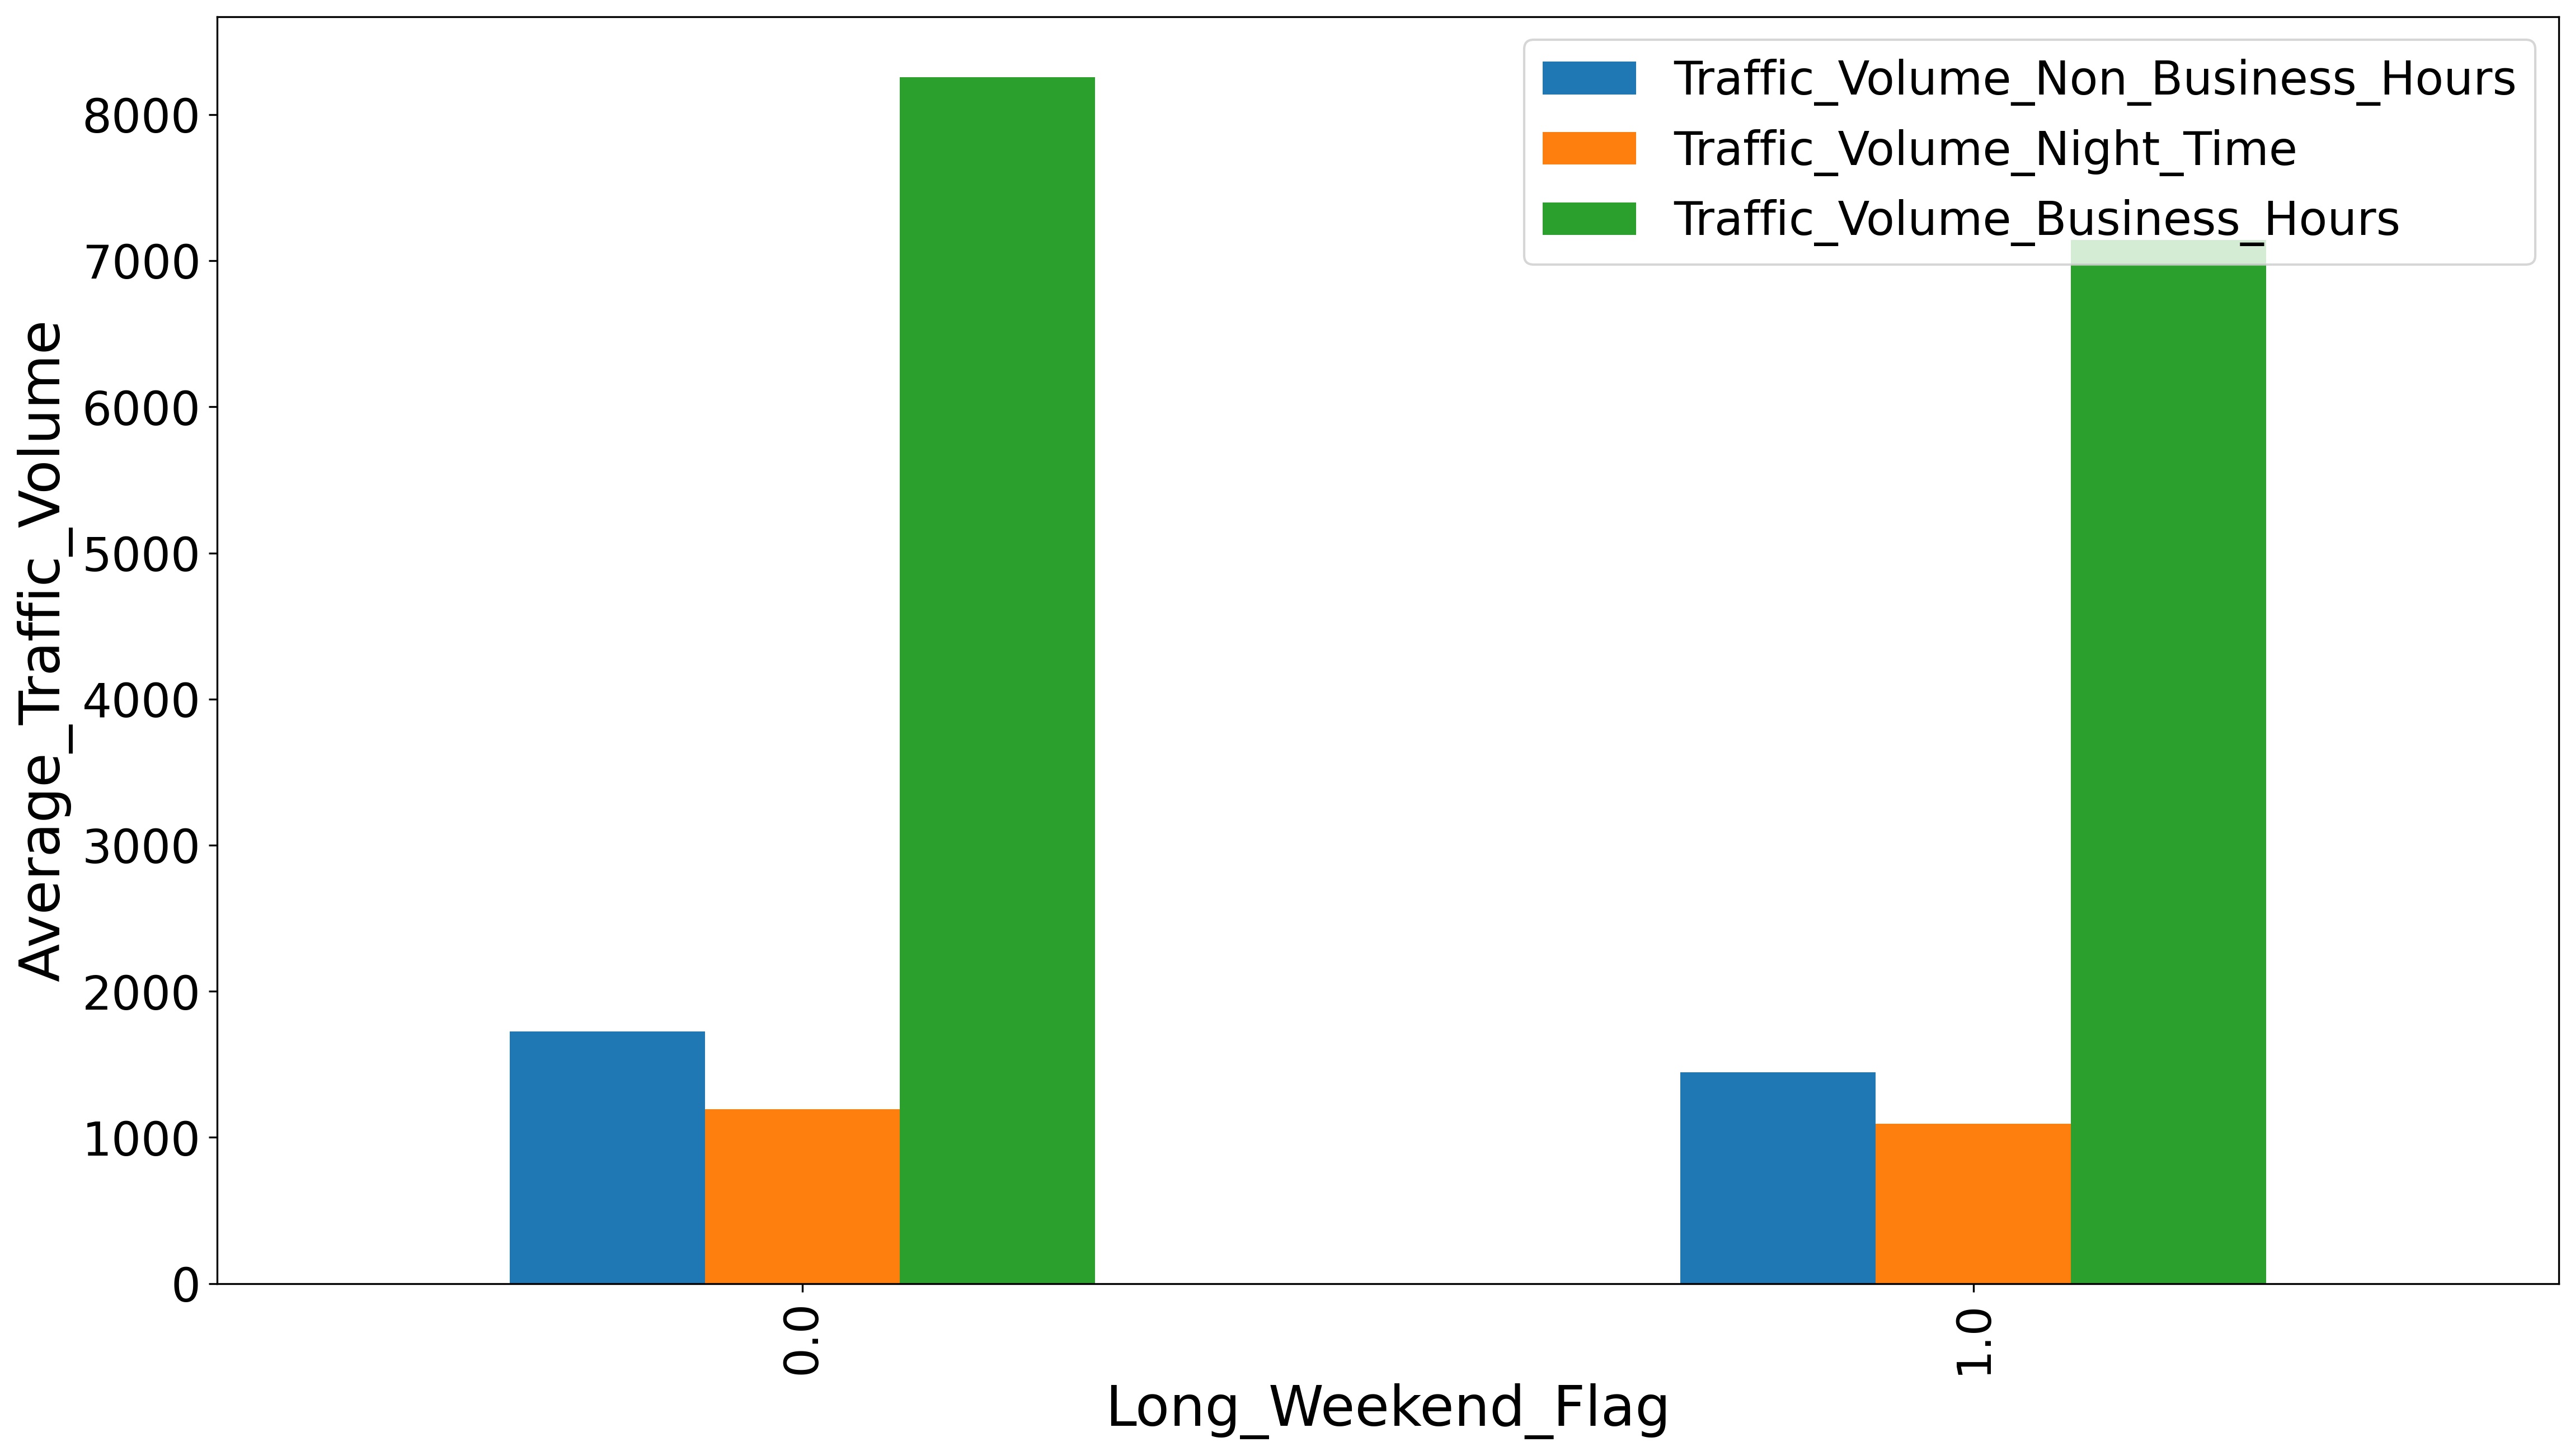 Traffic_Volume_Non_Business_Hours
Traffic_Volume_Night_Time
Traffic_Volume_Business_Hours
Average_Traffic_Volume
8000
7000
6000
5000
4000
3000
2000
1000
0
0.0
1.0
Long_Weekend_Flag